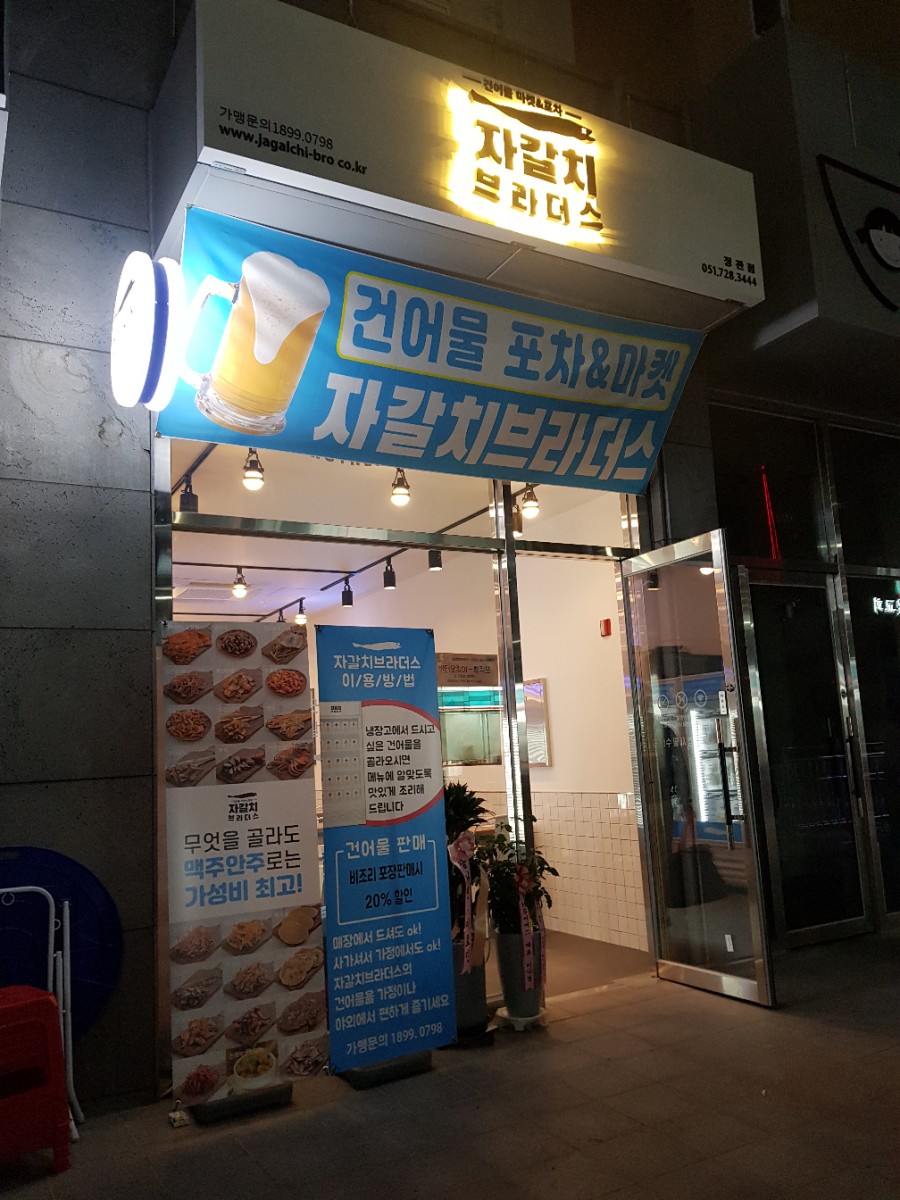 건어물 마켓&포차
자갈치
브라더스
가맹문의1899.0798
www.jagalchi-bro co.kr
정관점
051.728.3444
건어물 포차&마켓
자갈치브라더스
자갈치
브라더스
무엇을 골라도
맥주안주로는
가성비 최고!
자갈치브라더스
이/용/방/법
냉장고에서 드시고
싶은 건어물을
골라오시면
메뉴에 알맞도록
맛있게 조리해
드립니다
건어물 판매
비조리 포장판매시
20% 할인
매장에서 드셔도 ok!
사가셔서 가정에서도 ok!
자갈치브라더스의
건어물을 가정이나
야외에서 편하게 즐기세요
가맹문의 1899.0798